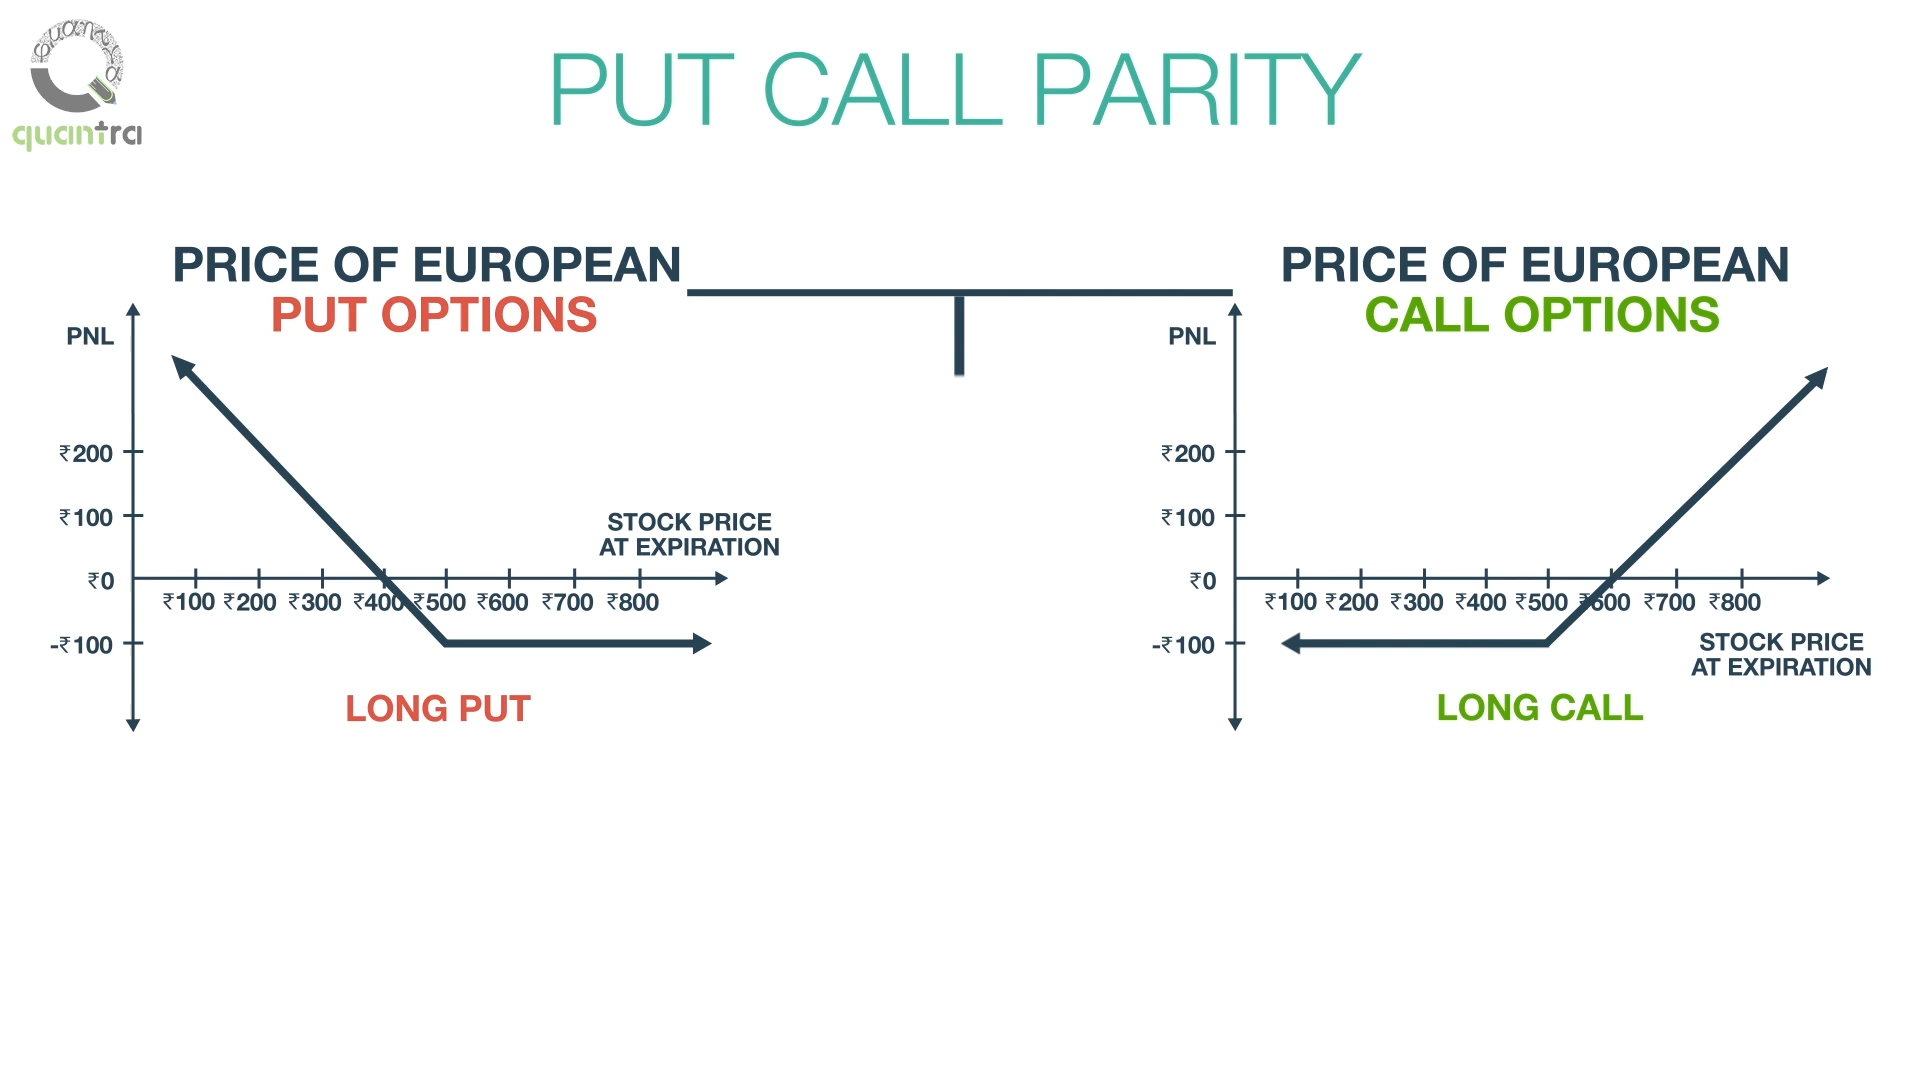 quantra
PUT CALL PARITY
PRICE OF EUROPEAN
PUT OPTIONS
PNL
₹200
₹100
₹0
-₹100
STOCK PRICE
AT EXPIRATION
₹100 ₹200 ₹300 ₹400 ₹500 ₹600 ₹700 ₹800
LONG PUT
PRICE OF EUROPEAN
CALL OPTIONS
PNL
₹200
₹100
₹0
-₹100
₹100 ₹200 ₹300 ₹400 ₹500 ₹600 ₹700 ₹800
STOCK PRICE
AT EXPIRATION
LONG CALL